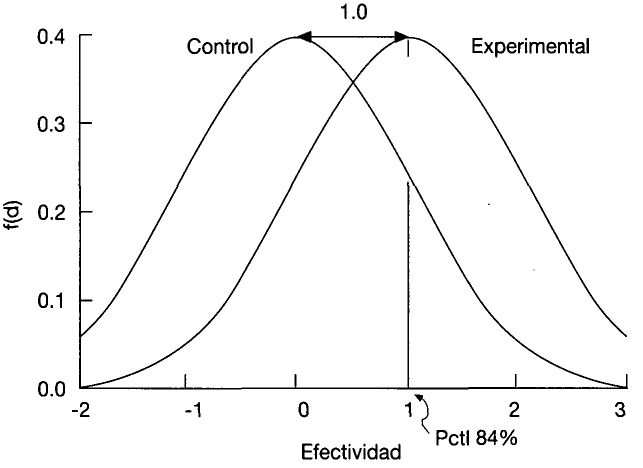 1.0
Control
Experimental
0.4
0.3
0.2
0.1
0.0
f(d)
-2 -1 0 1 2 3
Pctl 84%
Efectividad